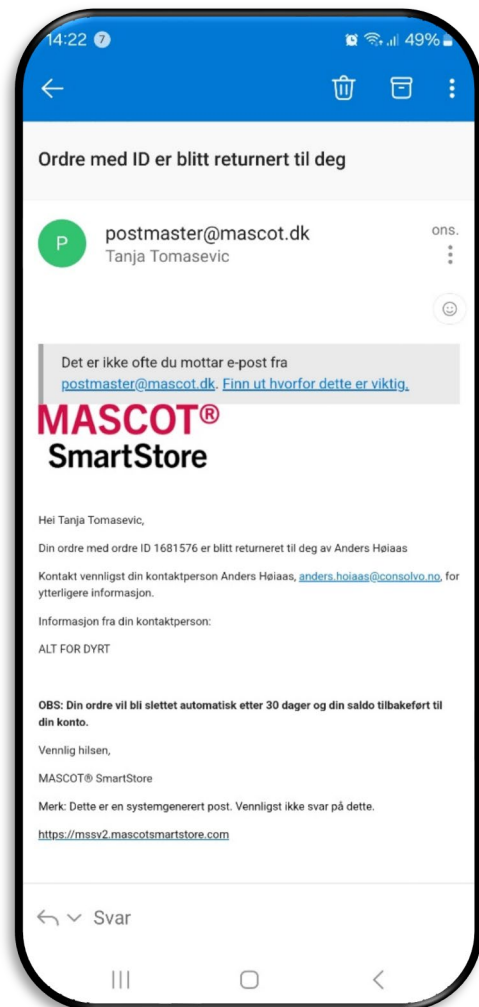 14:22 7 49%
Ordre med ID er blitt returnert til deg
P
postmaster@mascot.dk
ons.
Tanja Tomasevic
Det er ikke ofte du mottar e-post fra
postmaster@mascot.dk. Finn ut hvorfor dette er viktig.
MASCOT®
SmartStore
Hei Tanja Tomasevic,
Din ordre med ordre ID 1681576 er blitt returneret til deg av Anders Høiaas
Kontakt vennligst din kontaktperson Anders Høiaas, anders.hoiaas@consolvo.no, for
ytterligere informasjon.
Informasjon fra din kontaktperson:
ALT FOR DYRT
OBS: Din ordre vil bli slettet automatisk etter 30 dager og din saldo tilbakeført til
din konto.
Vennlig hilsen,
MASCOT® SmartStore
Merk: Dette er en systemgenerert post. Vennligst ikke svar på dette.
https://mssv2.mascotsmartstore.com
Svar